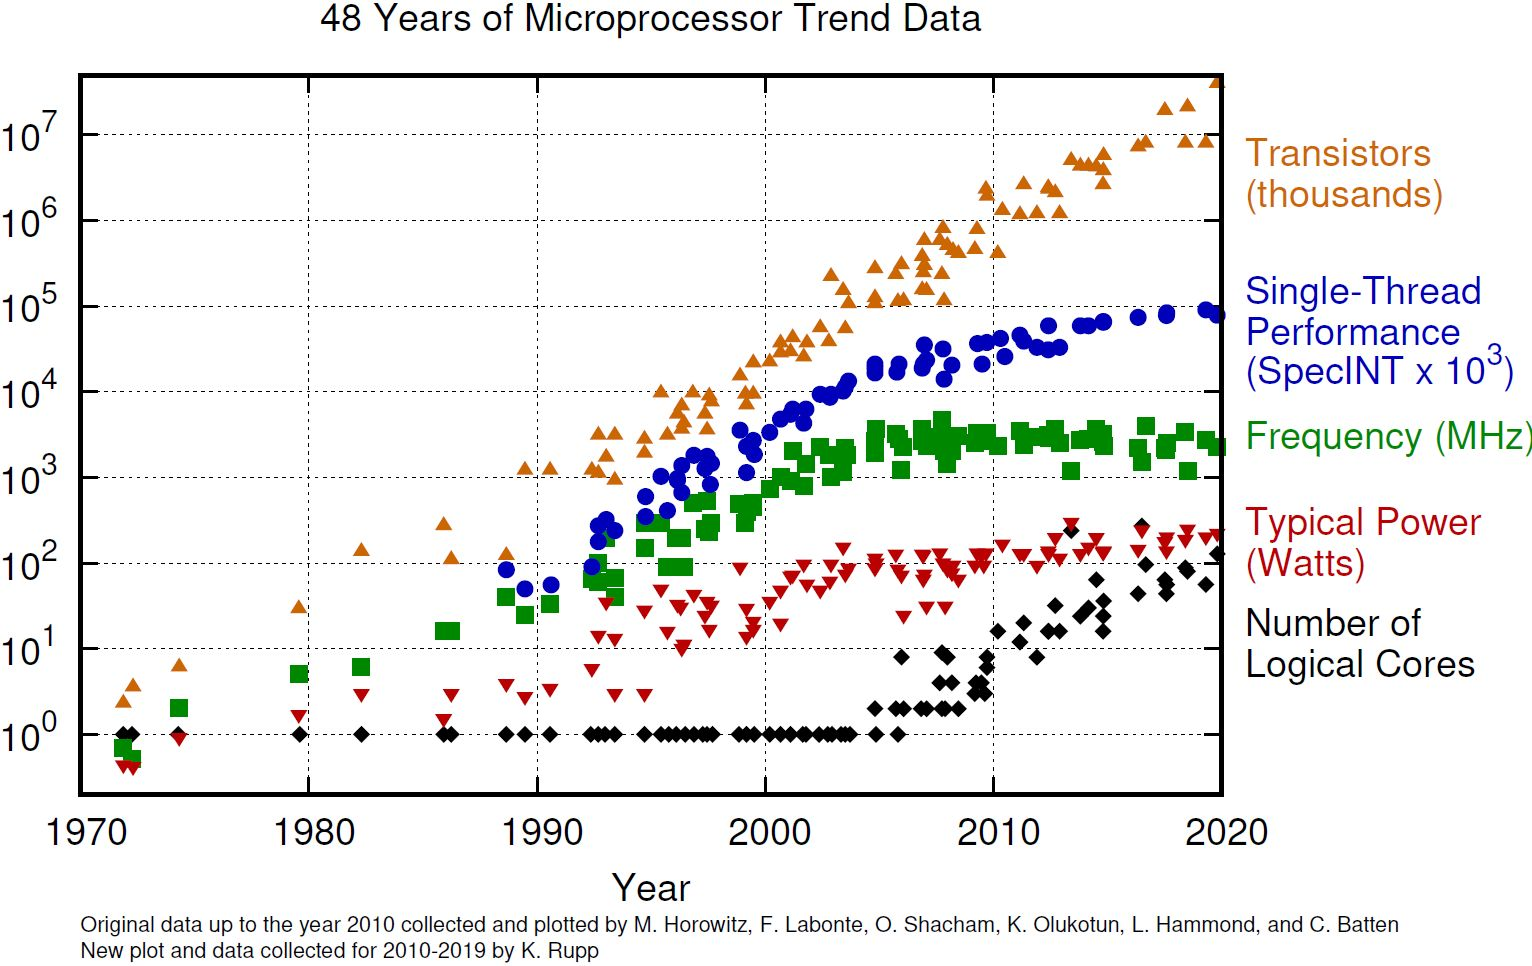 48 Years of Microprocessor Trend Data
10^7
10^6
10^5
10^4
10^3
10^2
10^1
10^0
Transistors
(thousands)
Single-Thread
Performance
(SpecINT x 10^3)
Frequency (MHz)
Typical Power
(Watts)
Number of
Logical Cores
1970 1980 1990 2000 2010 2020
Year
Original data up to the year 2010 collected and plotted by M. Horowitz, F. Labonte, O. Shacham, K. Olukotun, L. Hammond, and C. Batten
New plot and data collected for 2010-2019 by K. Rupp